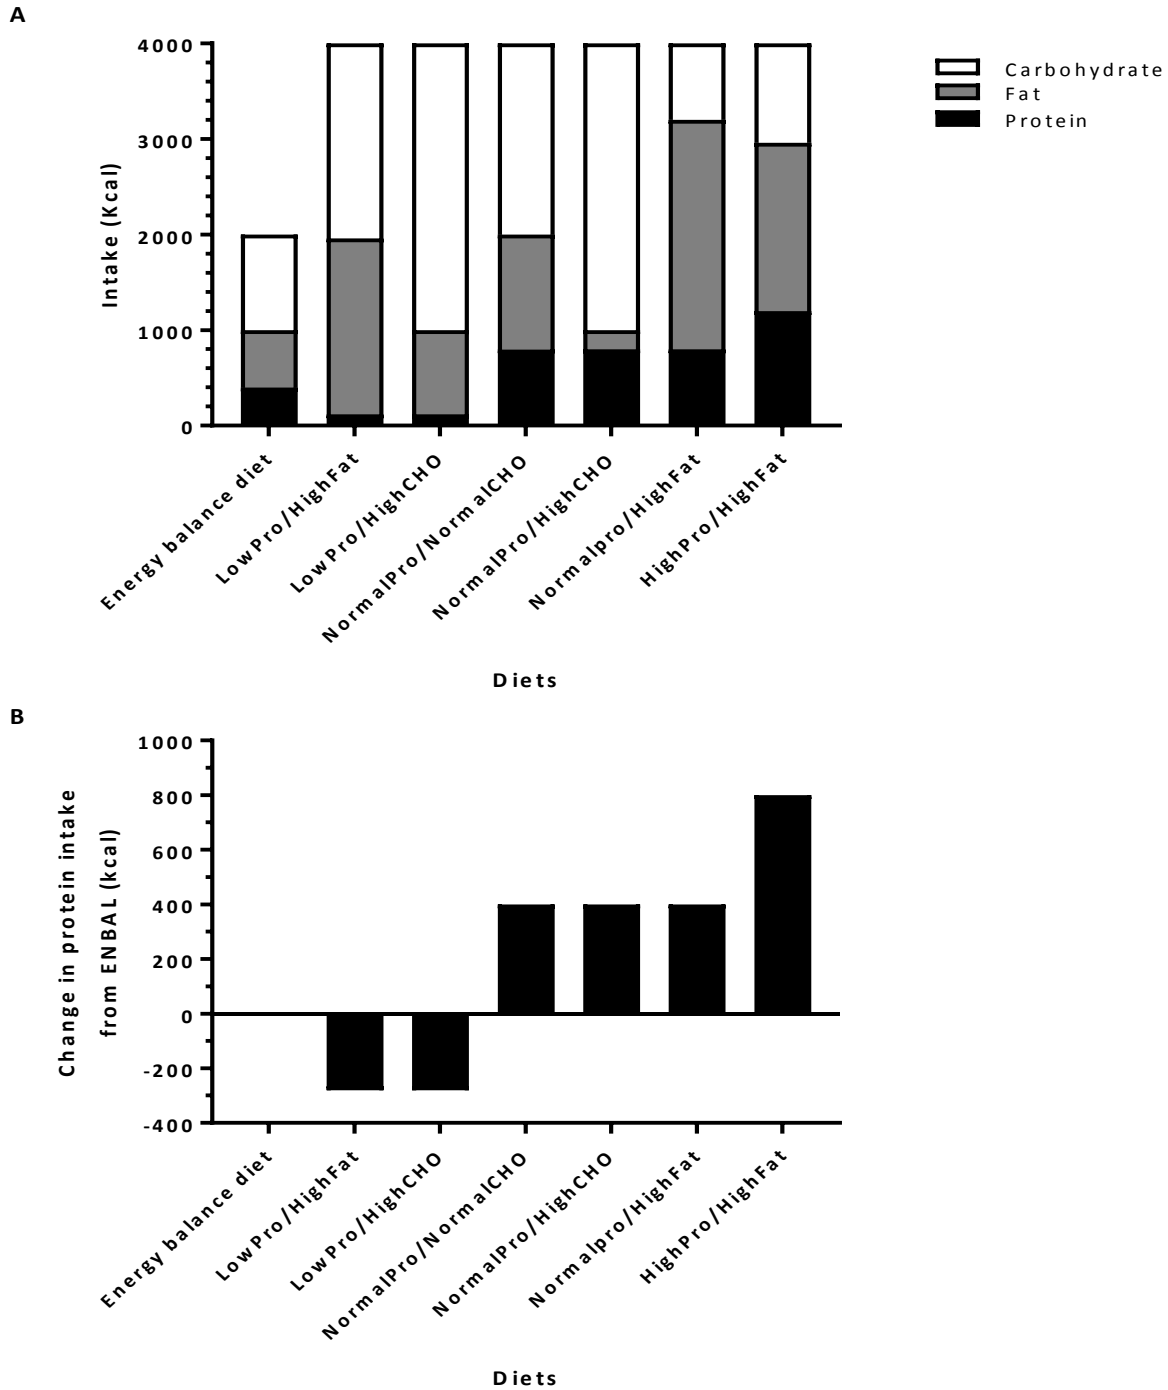 A
4000
3000
2000
1000
0
Intake (Kcal)
Carbohydrate
Fat
Protein
Energy balance diet
LowPro/HighFat
LowPro/HighCHO
NormalPro/NormalCHO
NormalPro/HighCHO
Normalpro/HighFat
HighPro/HighFat
Diets
B
1000
800
600
400
200
0
-200
-400
Change in protein intake
from ENBAL (kcal)
Energy balance diet
LowPro/HighFat
LowPro/HighCHO
NormalPro/NormalCHO
NormalPro/HighCHO
Normalpro/HighFat
HighPro/HighFat
Diets